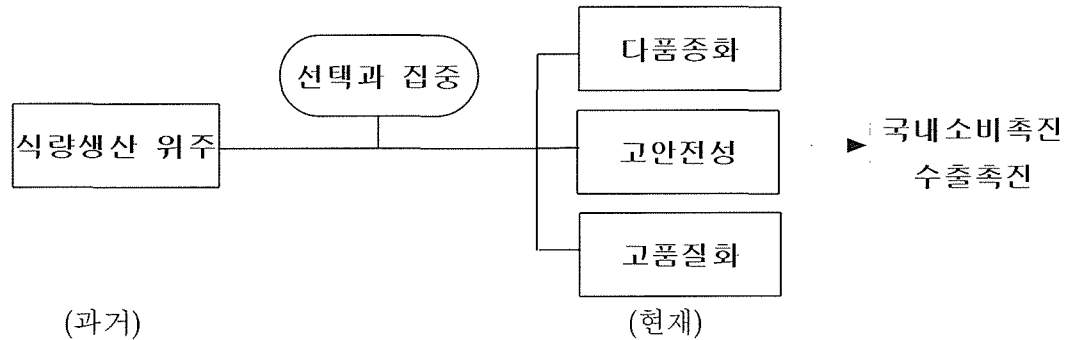 식량생산 위주
선택과 집중
다품종화
고안전성
고품질화
국내소비촉진
수출촉진
(과거)
(현재)